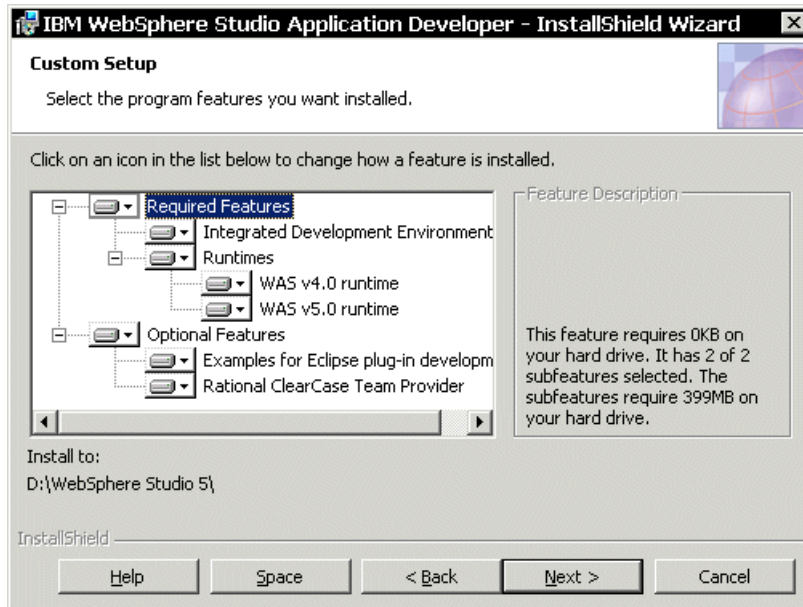 IBM WebSphere Studio Application Developer - InstallShield Wizard
Custom Setup
Select the program features you want installed.
Click on an icon in the list below to change how a feature is installed.
Required Features
Integrated Development Environment
Runtimes
WAS v4.0 runtime
WAS v5.0 runtime
Optional Features
Examples for Eclipse plug-in developm
Rational ClearCase Team Provider
Feature Description
This feature requires 0KB on
your hard drive. It has 2 of 2
subfeatures selected. The
subfeatures require 399MB on
your hard drive.
Install to:
D:\WebSphere Studio 5\
InstallShield
Help
Space
< Back
Next >
Cancel